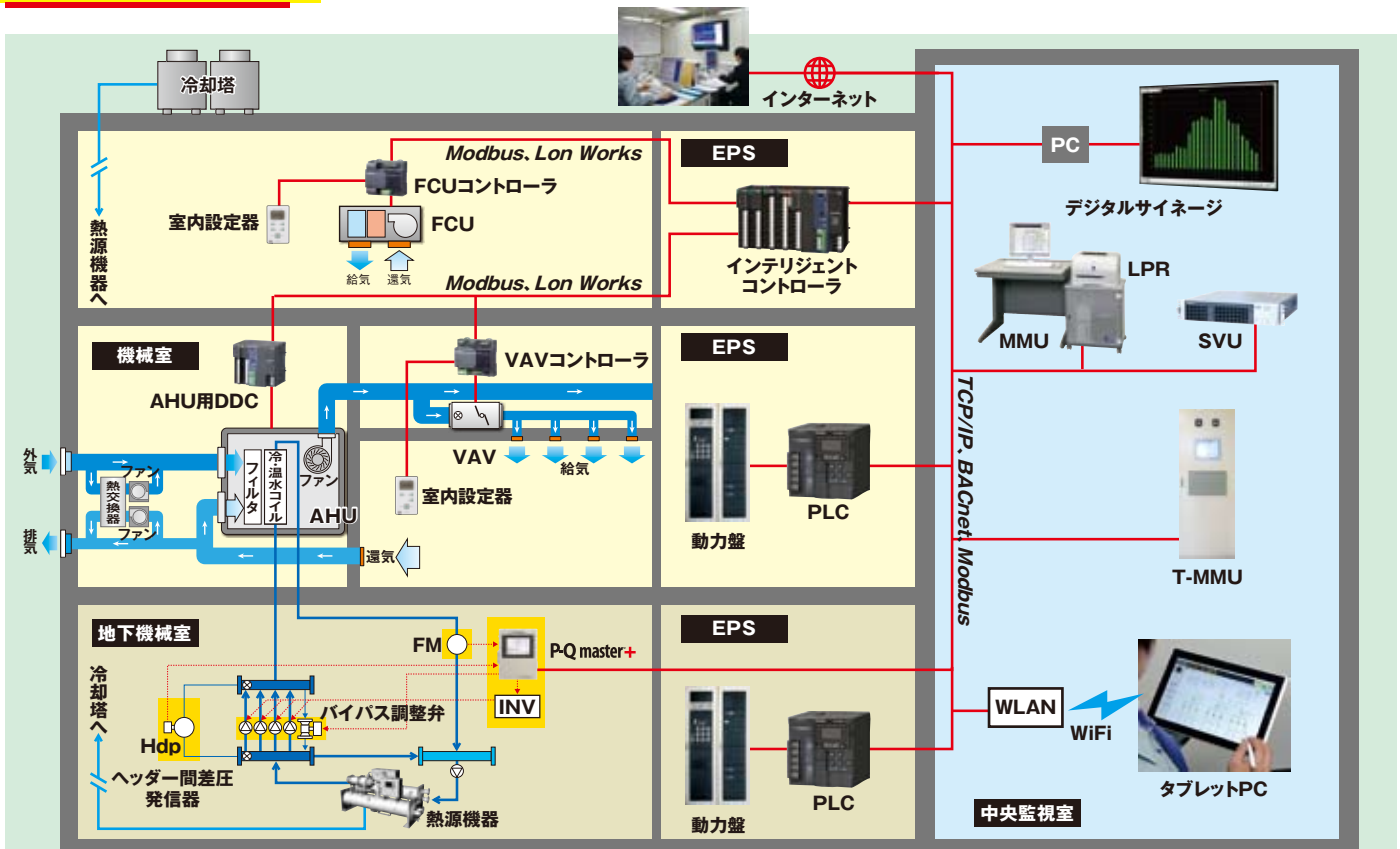 冷却塔
熱源機器へ
インターネット
Modbus、Lon Works
FCUコントローラ
室内設定器
FCU
給気
還気
Modbus、Lon Works
EPS
インテリジェント
コントローラ
PC
デジタルサイネージ
LPR
MMU
SVU
機械室
AHU用DDC
VAVコントローラ
EPS
外気
ファン
熱交換器
ファン
排気
フィルタ
冷・温水コイル
ファン
AHU
VAV
給気
室内設定器
還気
動力盤
PLC
TCP/IP、BACnet、Modbus
T-MMU
地下機械室
冷却塔へ
FM
P-Q master+
INV
バイパス調整弁
Hdp
ヘッダー間差圧
発信器
熱源機器
EPS
動力盤
PLC
WLAN
WiFi
タブレットPC
中央監視室